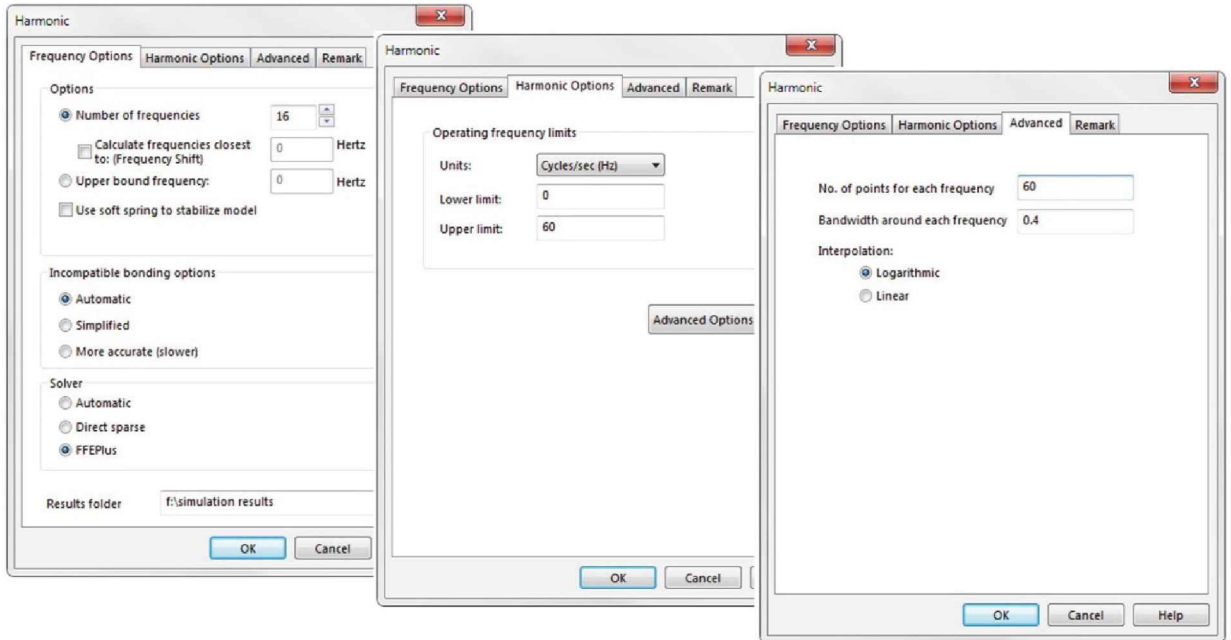 Harmonic
Frequency Options Harmonic Options Advanced Remark
Options
Number of frequencies 16
Calculate frequencies closest 0 Hertz
to: (Frequency Shift)
Upper bound frequency: 0 Hertz
Use soft spring to stabilize model
Incompatible bonding options
Automatic
Simplified
More accurate (slower)
Solver
Automatic
Direct sparse
FFEPlus
Results folder f:\simulation results
OK Cancel
Harmonic
Frequency Options Harmonic Options Advanced Remark
Operating frequency limits
Units: Cycles/sec (Hz)
Lower limit: 0
Upper limit: 60
Advanced Options
OK Cancel
Harmonic
Frequency Options Harmonic Options Advanced Remark
No. of points for each frequency 60
Bandwidth around each frequency 0.4
Interpolation:
Logarithmic
Linear
OK Cancel Help